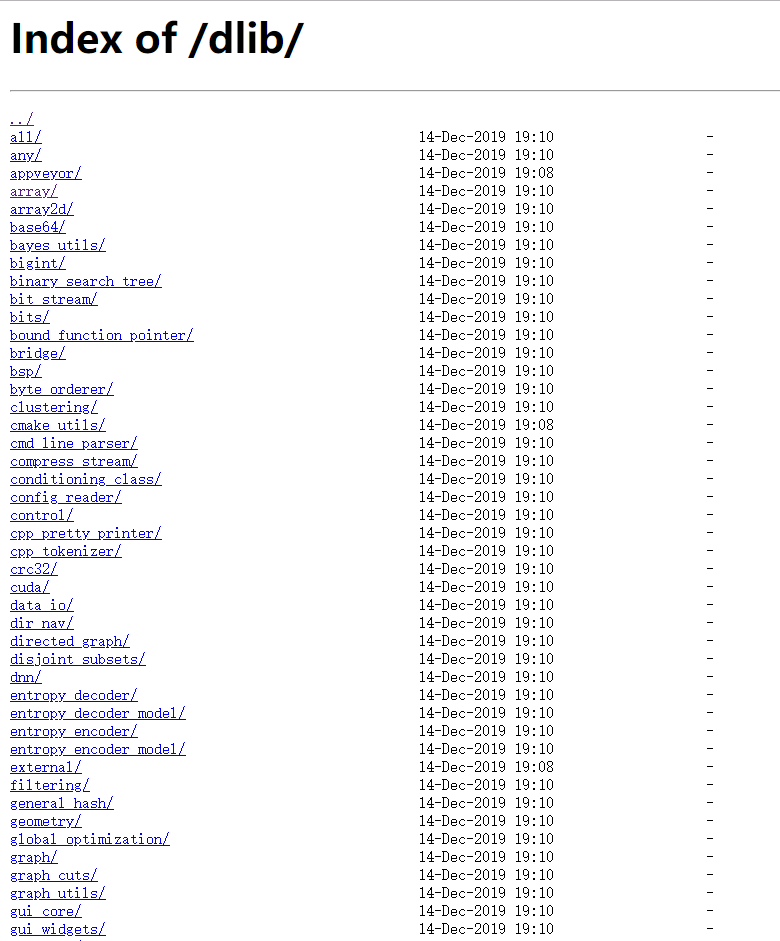 Index of /dlib/
../
all/ 14-Dec-2019 19:10 -
any/ 14-Dec-2019 19:10 -
appveyor/ 14-Dec-2019 19:08 -
array/ 14-Dec-2019 19:10 -
array2d/ 14-Dec-2019 19:10 -
base64/ 14-Dec-2019 19:10 -
bayes_utils/ 14-Dec-2019 19:10 -
bigint/ 14-Dec-2019 19:10 -
binary_search_tree/ 14-Dec-2019 19:10 -
bit_stream/ 14-Dec-2019 19:10 -
bits/ 14-Dec-2019 19:10 -
bound_function_pointer/ 14-Dec-2019 19:10 -
bridge/ 14-Dec-2019 19:10 -
bsp/ 14-Dec-2019 19:10 -
byte_orderer/ 14-Dec-2019 19:10 -
clustering/ 14-Dec-2019 19:10 -
cmake_utils/ 14-Dec-2019 19:08 -
cmd_line_parser/ 14-Dec-2019 19:10 -
compress_stream/ 14-Dec-2019 19:10 -
conditioning_class/ 14-Dec-2019 19:10 -
config_reader/ 14-Dec-2019 19:10 -
control/ 14-Dec-2019 19:10 -
cpp_pretty_printer/ 14-Dec-2019 19:10 -
cpp_tokenizer/ 14-Dec-2019 19:10 -
crc32/ 14-Dec-2019 19:10 -
cuda/ 14-Dec-2019 19:10 -
data_io/ 14-Dec-2019 19:10 -
dir_nav/ 14-Dec-2019 19:10 -
directed_graph/ 14-Dec-2019 19:10 -
disjoint_subsets/ 14-Dec-2019 19:10 -
dnn/ 14-Dec-2019 19:10 -
entropy_decoder/ 14-Dec-2019 19:10 -
entropy_decoder_model/ 14-Dec-2019 19:10 -
entropy_encoder/ 14-Dec-2019 19:10 -
entropy_encoder_model/ 14-Dec-2019 19:10 -
external/ 14-Dec-2019 19:08 -
filtering/ 14-Dec-2019 19:10 -
general_hash/ 14-Dec-2019 19:10 -
geometry/ 14-Dec-2019 19:10 -
global_optimization/ 14-Dec-2019 19:10 -
graph/ 14-Dec-2019 19:10 -
graph_cuts/ 14-Dec-2019 19:10 -
graph_utils/ 14-Dec-2019 19:10 -
gui_core/ 14-Dec-2019 19:10 -
gui_widgets/ 14-Dec-2019 19:10 -